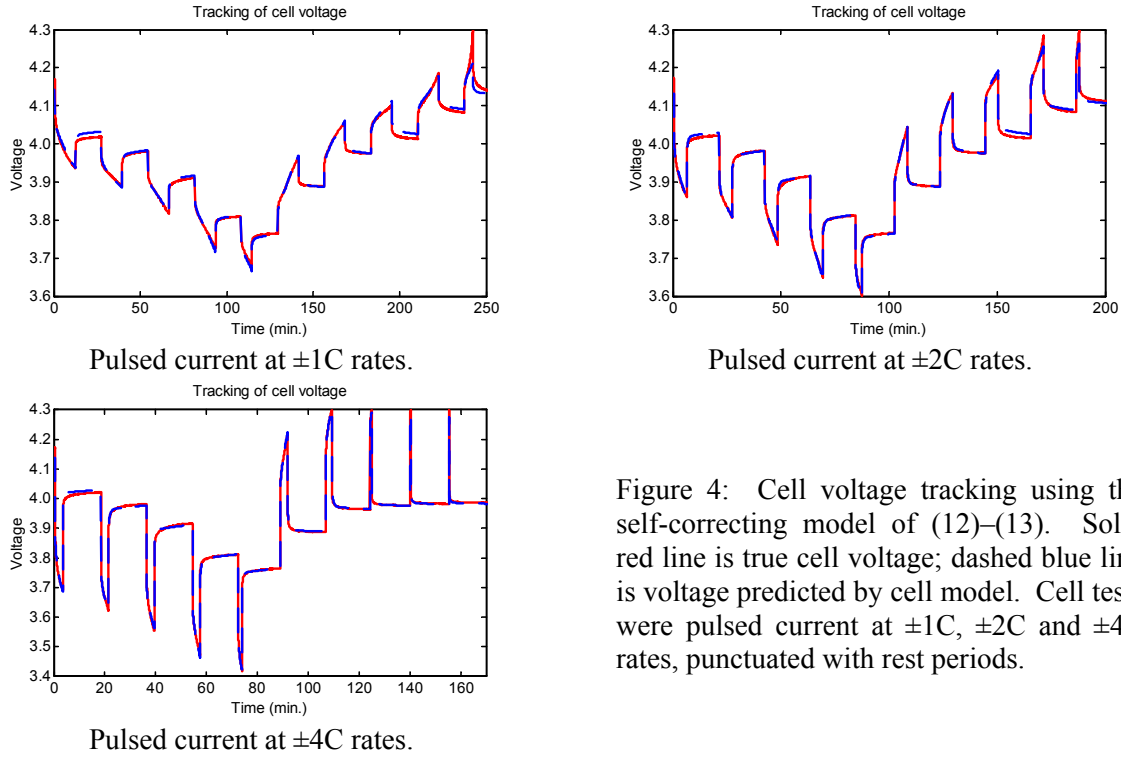 Tracking of cell voltage
4.3
4.2
4.1
4.0
3.9
3.8
3.7
3.6
Voltage
0 50 100 150 200 250
Time (min.)
Pulsed current at ±1C rates.
Tracking of cell voltage
4.3
4.2
4.1
4.0
3.9
3.8
3.7
3.6
Voltage
0 50 100 150 200
Time (min.)
Pulsed current at ±2C rates.
Tracking of cell voltage
4.3
4.2
4.1
4.0
3.9
3.8
3.7
3.6
3.5
3.4
Voltage
0 20 40 60 80 100 120 140 160
Time (min.)
Pulsed current at ±4C rates.
Figure 4: Cell voltage tracking using th
self-correcting model of (12)–(13). Sol
red line is true cell voltage; dashed blue lin
is voltage predicted by cell model. Cell tes
were pulsed current at ±1C, ±2C and ±4
rates, punctuated with rest periods.